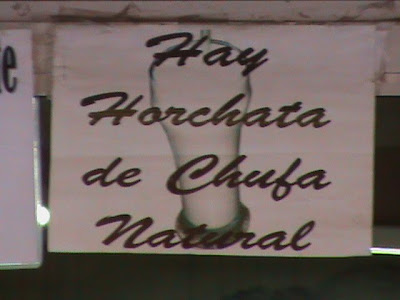 Hay
Horchata
de Chufa
Natural